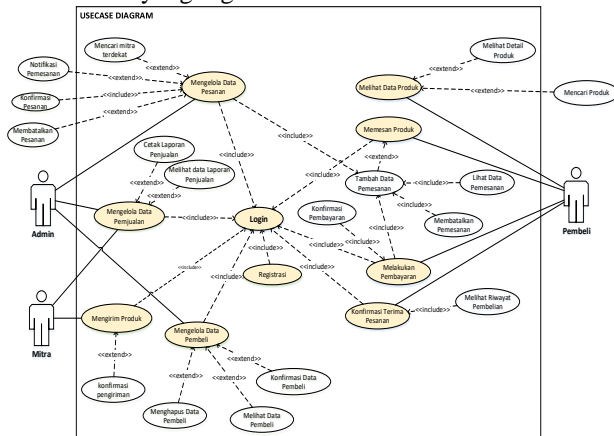 USECASE DIAGRAM
Mencari mitra
terdekat
<<extend>>
Notifikasi
Pemesanan
<<extend>>
Mengelola Data
Pesanan
Konfirmasi
Pesanan
<<include>>
Membatalkan
Pesanan
<<extend>>
Melihat Detail
Produk
<<extend>>
Melihat Data Produk
<<extend>>
Mencari Produk
Memesan Produk
<<include>>
<<include>>
<<include>>
<<extend>>
Cetak Laporan
Penjualan
Melihat data Laporan
Penjualan
<<extend>>
<<extend>>
Tambah Data
Pemesanan
<<include>>
Lihat Data
Pemesanan
<<include>>
Membatalkan
Pemesanan
Admin
Mengelola Data
Pemjualan
<<include>>
Login
Konfirmasi
Pembayaran
<<include>>
<<include>>
<<include>>
Pembeli
<<include>>
<<include>>
<<include>>
Registrasi
Melakukan
Pembayaran
<<include>>
Mitra
Mengirim Produk
<<extend>>
konfirmasi
pengiriman
Mengelola Data
Pembeli
Konfirmasi Terima
Pesanan
<<include>>
Melihat Riwayat
Pembelian
<<extend>>
<<extend>>
<<extend>>
Konfirmasi Data
Pembeli
Menghapus Data
Pembeli
Melihat Data
Pembeli